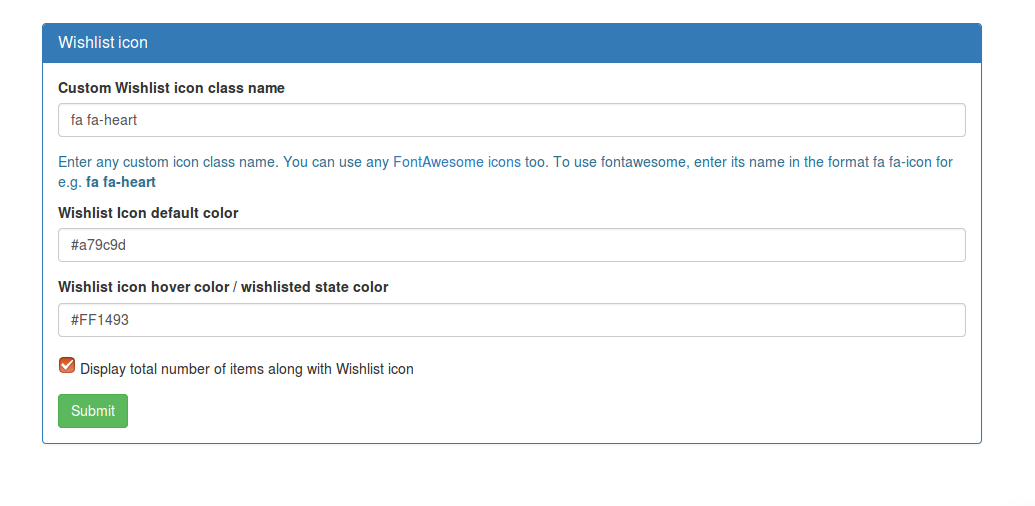 Wishlist icon
Custom Wishlist icon class name
fa fa-heart
Enter any custom icon class name. You can use any FontAwesome icons too. To use fontawesome, enter its name in the format fa fa-icon for
e.g. fa fa-heart
Wishlist Icon default color
#a79c9d
Wishlist icon hover color / wishlisted state color
#FF1493
Display total number of items along with Wishlist icon
Submit